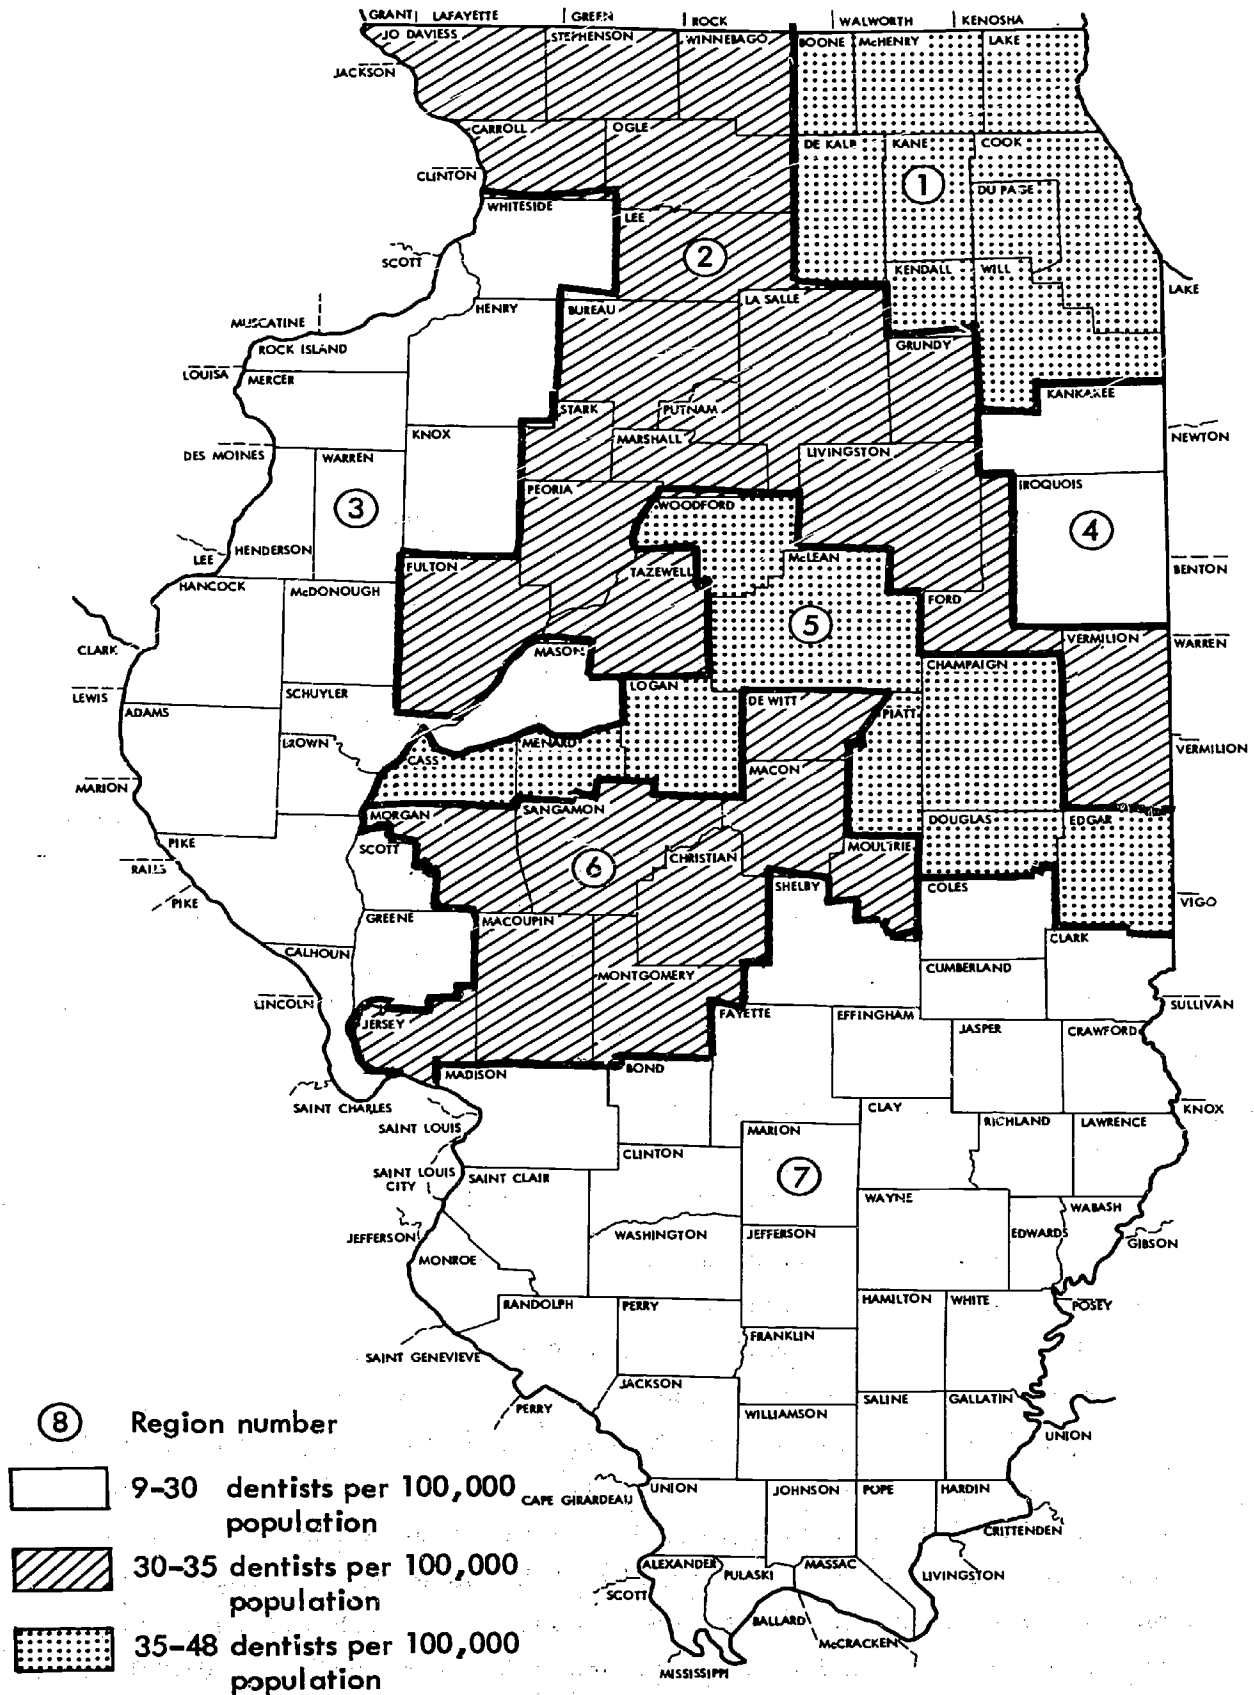 GRANT LAFAYETTE GREEN ROCK WALWORTH KENOSHA
JO DAVIESS STEPHENSON WINNEBAGO BOONE McHENRY LAKE
JACKSON
CARROLL OGLE DE KALB KANE COOK
CLINTON
DU PAGE
1
WHITESIDE LEE
2
SCOTT
KENDALL WILL
LAKE
HENRY BUREAU LA SALLE
MUSCATINE
ROCK ISLAND GRUNDY
LOUISA MERCER
KANKAKEE
STARK PUTNAM
KNOX MARSHALL NEWTON
DES MOINES WARREN LIVINGSTON
PEORIA IROQUOIS
3 WOODFORD
4
LEE HENDERSON
FULTON TAZEWELL McLEAN BENTON
HANCOCK McDONOUGH FORD
5
CLARK MASON VERMILION WARREN
CHAMPAIGN
LEWIS SCHUYLER LOGAN
ADAMS DE WITT PIATT
BROWN MENARD VERMILION
CASS MACON
MARION
MORGAN SANGAMON DOUGLAS EDGAR
PIKE SCOTT CHRISTIAN MOULTRIE
RALLS 6
PIKE SHELBY COLES
VIGO
GREENE MACOUPIN
CALHOUN CLARK
MONTGOMERY CUMBERLAND
LINCOLN SULLIVAN
JERSEY FAYETTE EFFINGHAM JASPER CRAWFORD
MADISON BOND
SAINT CHARLES CLAY KNOX
SAINT LOUIS MARION RICHLAND LAWRENCE
CLINTON
SAINT LOUIS CITY SAINT CLAIR 7
WAYNE WABASH
JEFFERSON WASHINGTON JEFFERSON EDWARDS GIBSON
MONROE
RANDOLPH PERRY HAMILTON WHITE POSEY
FRANKLIN
SAINT GENEVIEVE
JACKSON
PERRY WILLIAMSON SALINE GALLATIN
UNION
8 Region number
UNION JOHNSON POPE HARDIN
CAPE GIRARDEAU
9-30 dentists per 100,000
population
CRITTENDEN
30-35 dentists per 100,000
population
ALEXANDER PULASKI MASSAC LIVINGSTON
SCOTT
BALLARD
McCRACKEN
35-48 dentists per 100,000
population
MISSISSIPPI